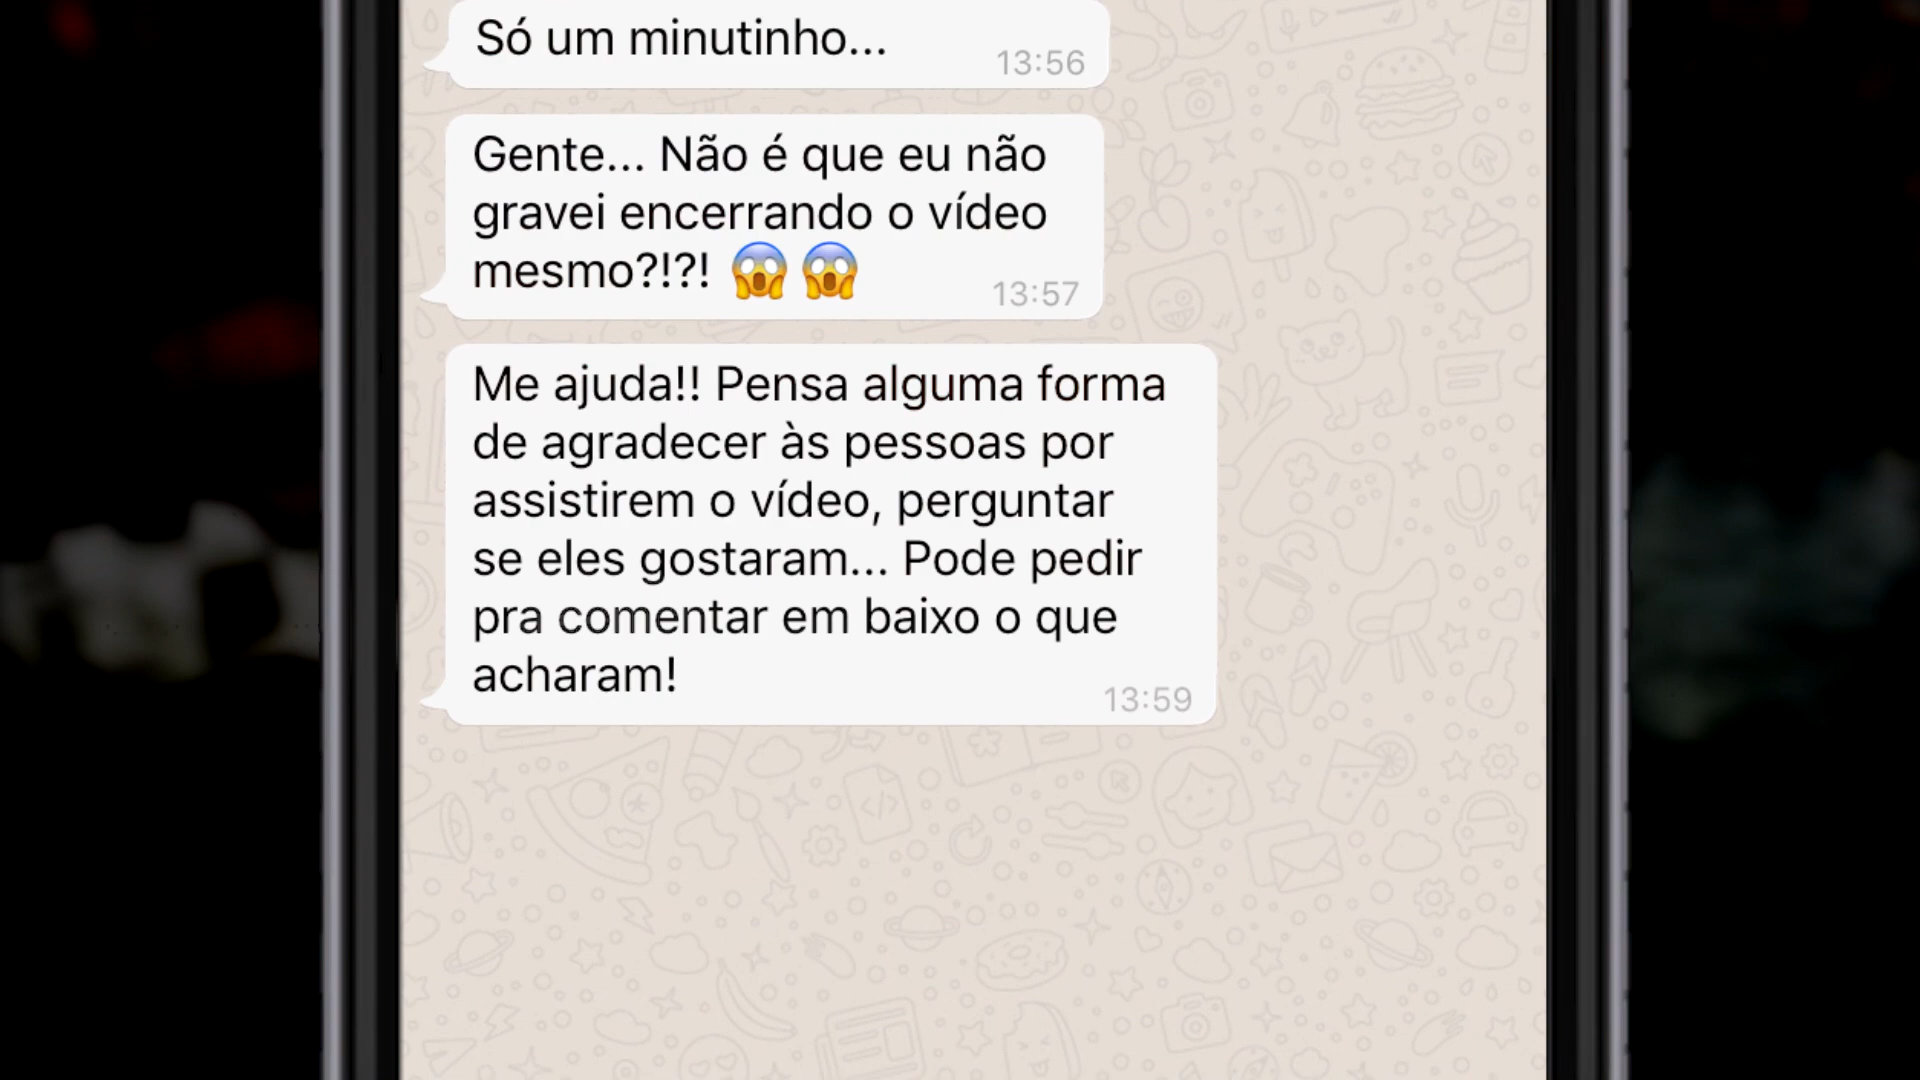 Só um minutinho...
13:56
Gente... Não é que eu não
gravei encerrando o vídeo
mesmo?!?! 😱 😱
13:57
Me ajuda!! Pensa alguma forma
de agradecer às pessoas por
assistirem o vídeo, perguntar
se eles gostaram... Pode pedir
pra comentar em baixo o que
acharam!
13:59